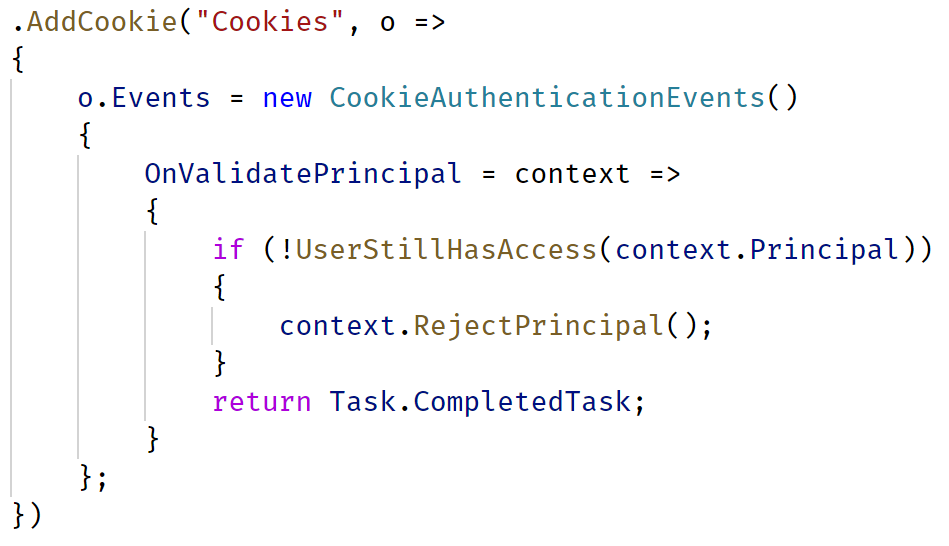 .AddCookie("Cookies", o =>
{
    o.Events = new CookieAuthenticationEvents()
    {
        OnValidatePrincipal = context =>
        {
            if (!UserStillHasAccess(context.Principal))
            {
                context.RejectPrincipal();
            }
            return Task.CompletedTask;
        }
    };
})